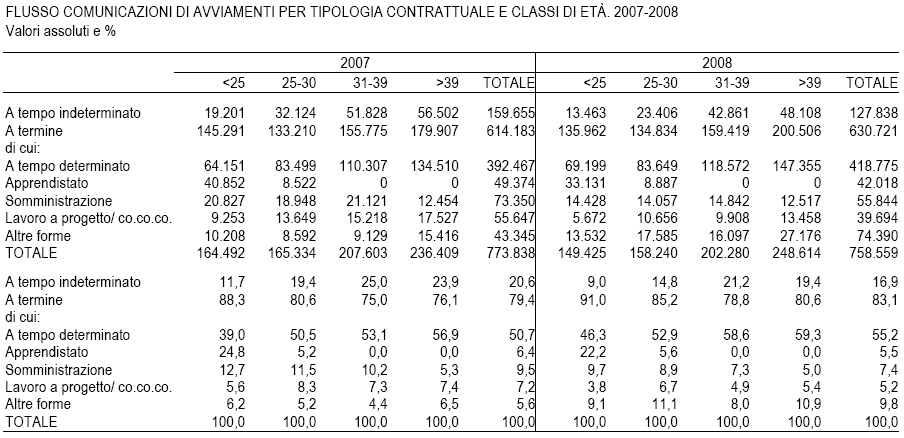 FLUSSO COMUNICAZIONI DI AVVIAMENTI PER TIPOLOGIA CONTRATTUALE E CLASSI DI ETÀ. 2007-2008
Valori assoluti e %
2007 2008
<25 25-30 31-39 >39 TOTALE <25 25-30 31-39 >39 TOTALE
A tempo indeterminato 19.201 32.124 51.828 56.502 159.655 13.463 23.406 42.861 48.108 127.838
A termine 145.291 133.210 155.775 179.907 614.183 135.962 134.834 159.419 200.506 630.721
di cui:
A tempo determinato 64.151 83.499 110.307 134.510 392.467 69.199 83.649 118.572 147.355 418.775
Apprendistato 40.852 8.522 0 0 49.374 33.131 8.887 0 0 42.018
Somministrazione 20.827 18.948 21.121 12.454 73.350 14.428 14.057 14.842 12.517 55.844
Lavoro a progetto/ co.co.co. 9.253 13.649 15.218 17.527 55.647 5.672 10.656 9.908 13.458 39.694
Altre forme 10.208 8.592 9.129 15.416 43.345 13.532 17.585 16.097 27.176 74.390
TOTALE 164.492 165.334 207.603 236.409 773.838 149.425 158.240 202.280 248.614 758.559
A tempo indeterminato 11,7 19,4 25,0 23,9 20,6 9,0 14,8 21,2 19,4 16,9
A termine 88,3 80,6 75,0 76,1 79,4 91,0 85,2 78,8 80,6 83,1
di cui:
A tempo determinato 39,0 50,5 53,1 56,9 50,7 46,3 52,9 58,6 59,3 55,2
Apprendistato 24,8 5,2 0,0 0,0 6,4 22,2 5,6 0,0 0,0 5,5
Somministrazione 12,7 11,5 10,2 5,3 9,5 9,7 8,9 7,3 5,0 7,4
Lavoro a progetto/ co.co.co. 5,6 8,3 7,3 7,4 7,2 3,8 6,7 4,9 5,4 5,2
Altre forme 6,2 5,2 4,4 6,5 5,6 9,1 11,1 8,0 10,9 9,8
TOTALE 100,0 100,0 100,0 100,0 100,0 100,0 100,0 100,0 100,0 100,0